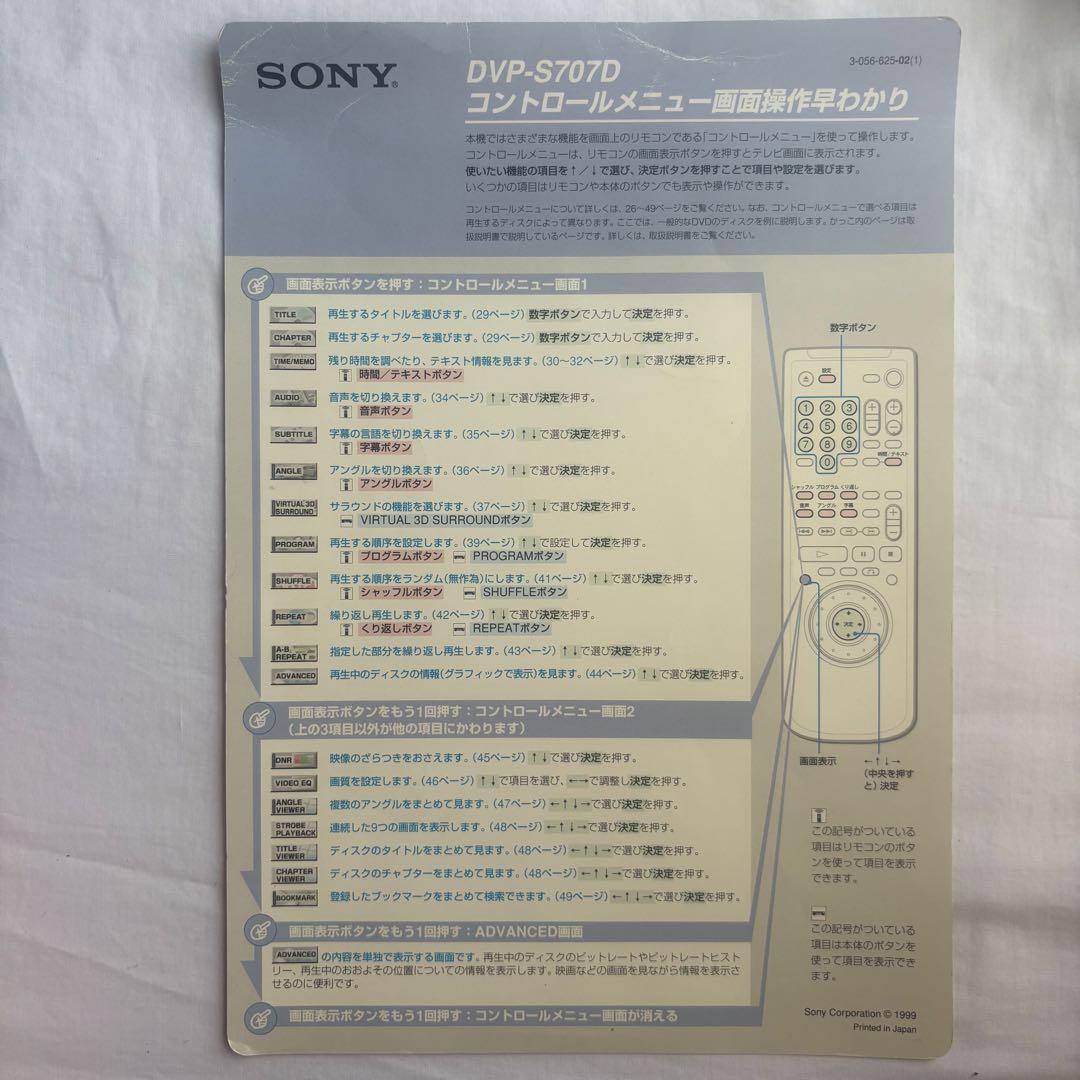 SONY®
DVP-S707D
コントロールメニュー画面操作早わかり
3-056-625-02(1)
本機ではさまざまな機能を画面上のリモコンである「コントロールメニュー」を使って操作します。
コントロールメニューは、リモコンの画面表示ボタンを押すとテレビ画面に表示されます。
使いたい機能の項目を↑/↓で選び、決定ボタンを押すことで項目や設定を選びます。
いくつかの項目はリモコンや本体のボタンでも表示や操作ができます。
コントロールメニューについて詳しくは、26〜49ページをご覧ください。なお、コントロールメニューで選べる項目は
再生するディスクによって異なります。ここでは、一般的なDVDのディスクを例に説明します。かっこ内のページは取
扱説明書で説明しているページです。詳しくは、取扱説明書をご覧ください。
画面表示ボタンを押す：コントロールメニュー画面1
TITLE 再生するタイトルを選びます。(29ページ) 数字ボタンで入力して決定を押す。
CHAPTER 再生するチャプターを選びます。(29ページ) 数字ボタンで入力して決定を押す。
TIME/MEMO 残り時間を調べたり、テキスト情報を見ます。(30〜32ページ) ↑↓で選び決定を押す。
時間/テキストボタン
AUDIO 音声を切り換えます。(34ページ) ↑↓で選び決定を押す。
音声ボタン
SUBTITLE 字幕の言語を切り換えます。(35ページ) ↑↓で選び決定を押す。
字幕ボタン
ANGLE アングルを切り換えます。(36ページ) ↑↓で選び決定を押す。
アングルボタン
VIRTUAL 3D SURROUND サラウンドの機能を選びます。(37ページ) ↑↓で選び決定を押す。
VIRTUAL 3D SURROUNDボタン
PROGRAM 再生する順序を設定します。(39ページ) ↑↓で設定して決定を押す。
プログラムボタン PROGRAMボタン
SHUFFLE 再生する順序をランダム(無作為)にします。(41ページ) ↑↓で選び決定を押す。
シャッフルボタン SHUFFLEボタン
REPEAT 繰り返し再生します。(42ページ) ↑↓で選び決定を押す。
くり返しボタン REPEATボタン
A-B REPEAT 指定した部分を繰り返し再生します。(43ページ) ↑↓で選び決定を押す。
ADVANCED 再生中のディスクの情報(グラフィックで表示)を見ます。(44ページ) ↑↓で選び決定を押す。
画面表示ボタンをもう1回押す：コントロールメニュー画面2
(上の3項目以外が他の項目にかわります)
DNR 映像のざらつきをおさえます。(45ページ) ↑↓で選び決定を押す。
VIDEO EQ 画質を設定します。(46ページ) ↑↓で項目を選び、←→で調整し決定を押す。
ANGLE VIEWER 複数のアングルをまとめて見ます。(47ページ) ←↑↓→で選び決定を押す。
STROBE PLAYBACK 連続した9つの画面を表示します。(48ページ) ←↑↓→で選び決定を押す。
TITLE VIEWER ディスクのタイトルをまとめて見ます。(48ページ) ←↑↓→で選び決定を押す。
CHAPTER VIEWER ディスクのチャプターをまとめて見ます。(48ページ) ←↑↓→で選び決定を押す。
BOOKMARK 登録したブックマークをまとめて検索できます。(49ページ) ←↑↓→で選び決定を押す。
画面表示ボタンをもう1回押す：ADVANCED画面
ADVANCED の内容を単独で表示する画面です。再生中のディスクのビットレートやビットレートヒスト
リー、再生中のおおよその位置についての情報を表示します。映画などの画面を見ながら情報を表示さ
せるのに便利です。
画面表示ボタンをもう1回押す：コントロールメニュー画面が消える
数字ボタン
設定
1 2 3
4 5 6
7 8 9
0
時間/テキスト
シャッフル プログラム くり返し
音声 アングル 字幕
決定
画面表示
←↑↓→
(中央を押す
と)決定
この記号がついている
項目はリモコンのボタ
ンを使って項目を表示
できます。
この記号がついている
項目は本体のボタンを
使って項目を表示でき
ます。
Sony Corporation © 1999
Printed in Japan